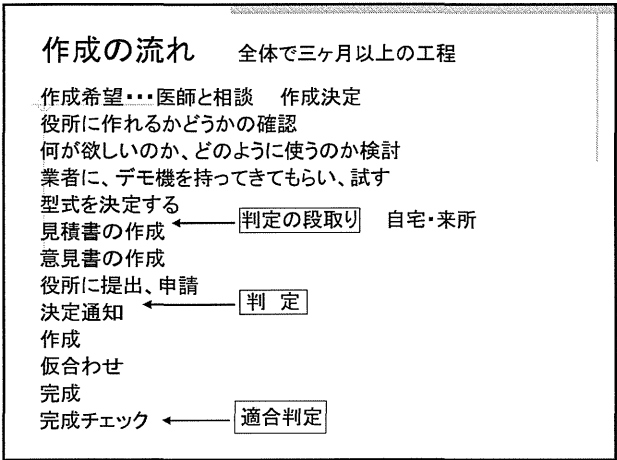 作成の流れ　全体で三ヶ月以上の工程
作成希望・・・医師と相談　作成決定
役所に作れるかどうかの確認
何が欲しいのか、どのように使うのか検討
業者に、デモ機を持ってきてもらい、試す
型式を決定する
見積書の作成　判定の段取り　自宅・来所
意見書の作成
役所に提出、申請
決定通知　判　定
作成
仮合わせ
完成
完成チェック　適合判定